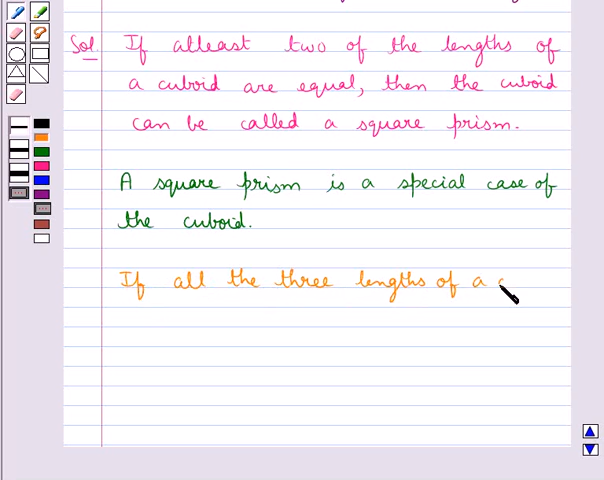 Sol. If atleast two of the lengths of
a cuboid are equal, then the cuboid
can be called a square prism.
A square prism is a special case of
the cuboid.
If all the three lengths of a